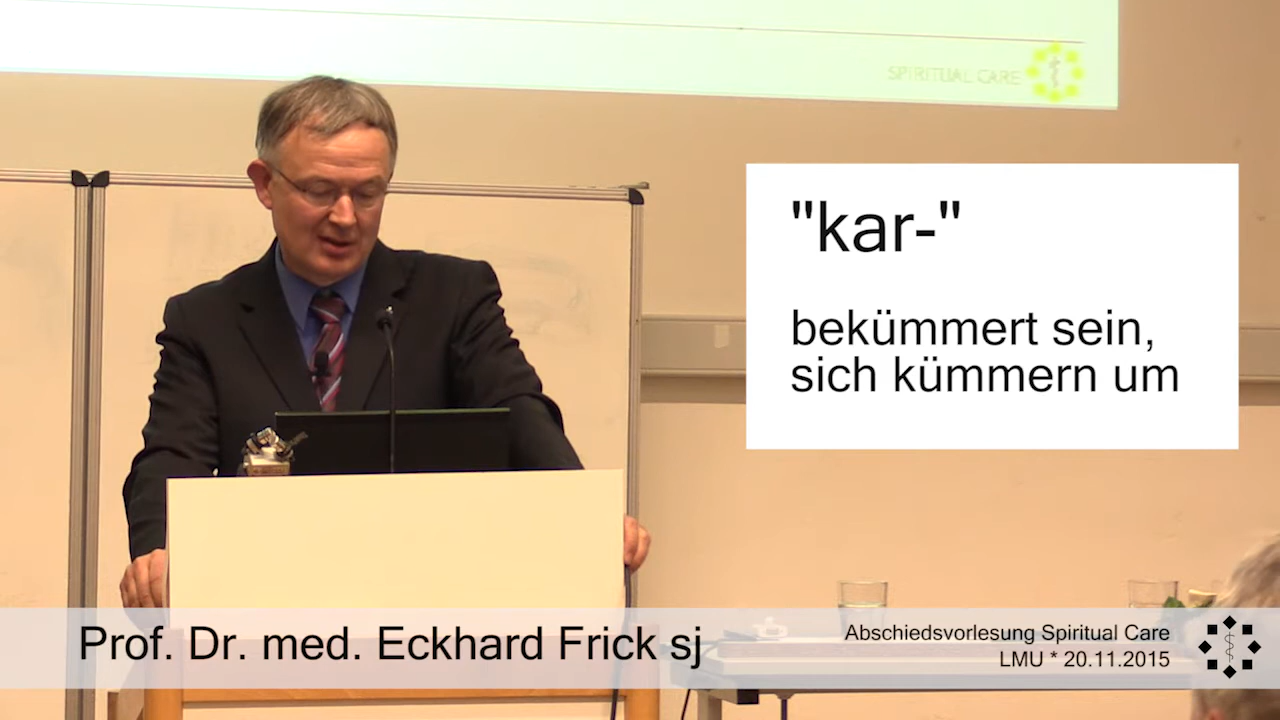 SPIRITUAL CARE
"kar-"
bekümmert sein,
sich kümmern um
Prof. Dr. med. Eckhard Frick sj
Abschiedsvorlesung Spiritual Care
LMU * 20.11.2015